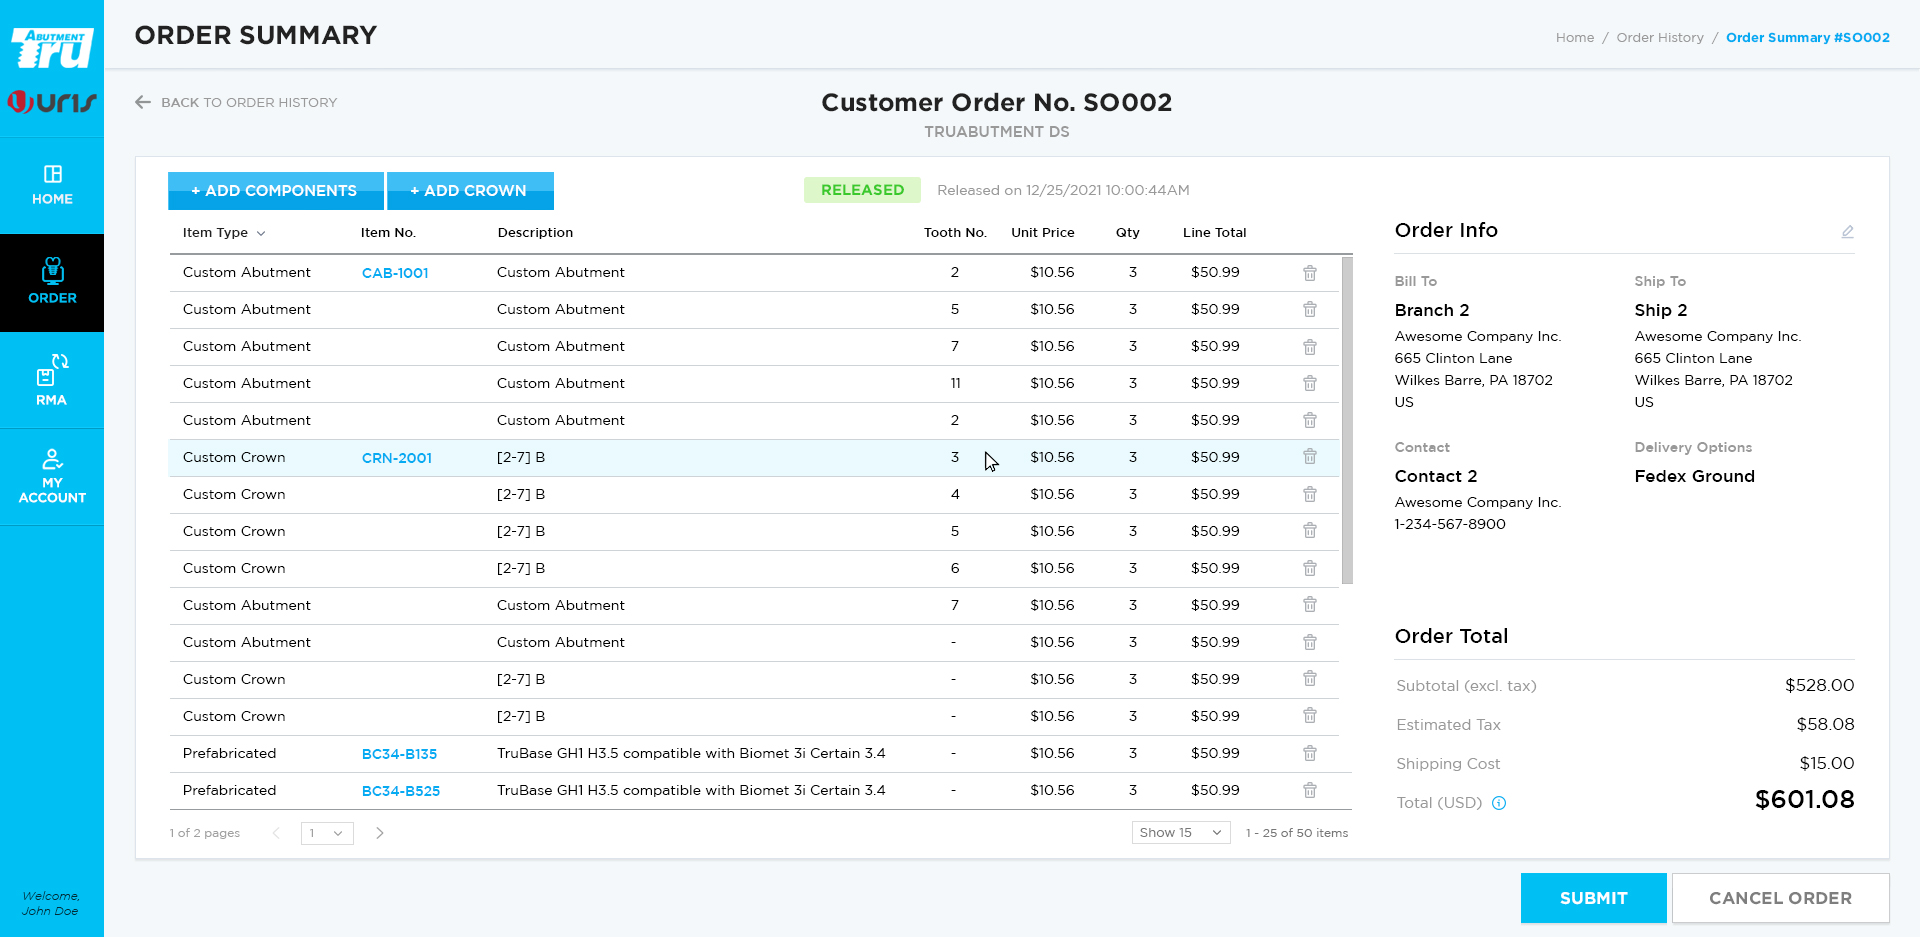 ABUTMENT
Tru
URIS
HOME
ORDER
RMA
MY
ACCOUNT
Welcome,
John Doe
ORDER SUMMARY
Home / Order History / Order Summary #SO002
BACK TO ORDER HISTORY
Customer Order No. SO002
TRUABUTMENT DS
+ ADD COMPONENTS + ADD CROWN
RELEASED Released on 12/25/2021 10:00:44AM
Item Type Item No. Description Tooth No. Unit Price Qty Line Total
Custom Abutment CAB-1001 Custom Abutment 2 $10.56 3 $50.99
Custom Abutment Custom Abutment 5 $10.56 3 $50.99
Custom Abutment Custom Abutment 7 $10.56 3 $50.99
Custom Abutment Custom Abutment 11 $10.56 3 $50.99
Custom Abutment Custom Abutment 2 $10.56 3 $50.99
Custom Crown CRN-2001 [2-7] B 3 $10.56 3 $50.99
Custom Crown [2-7] B 4 $10.56 3 $50.99
Custom Crown [2-7] B 5 $10.56 3 $50.99
Custom Crown [2-7] B 6 $10.56 3 $50.99
Custom Abutment Custom Abutment 7 $10.56 3 $50.99
Custom Abutment Custom Abutment - $10.56 3 $50.99
Custom Crown [2-7] B - $10.56 3 $50.99
Custom Crown [2-7] B - $10.56 3 $50.99
Prefabricated BC34-B135 TruBase GH1 H3.5 compatible with Biomet 3i Certain 3.4 - $10.56 3 $50.99
Prefabricated BC34-B525 TruBase GH1 H3.5 compatible with Biomet 3i Certain 3.4 - $10.56 3 $50.99
1 of 2 pages 1 Show 15 1 - 25 of 50 items
Order Info
Bill To
Branch 2
Awesome Company Inc.
665 Clinton Lane
Wilkes Barre, PA 18702
US
Ship To
Ship 2
Awesome Company Inc.
665 Clinton Lane
Wilkes Barre, PA 18702
US
Contact
Contact 2
Awesome Company Inc.
1-234-567-8900
Delivery Options
Fedex Ground
Order Total
Subtotal (excl. tax) $528.00
Estimated Tax $58.08
Shipping Cost $15.00
Total (USD) $601.08
SUBMIT CANCEL ORDER